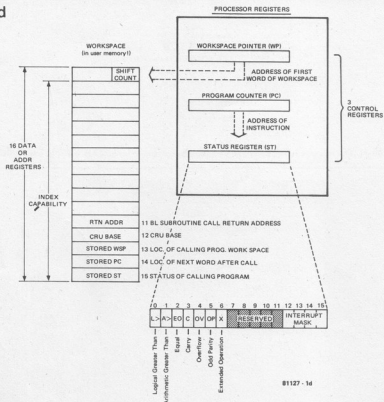 d
PROCESSOR REGISTERS
WORKSPACE
(in user memory!)
SHIFT
COUNT
WORKSPACE POINTER (WP)
ADDRESS OF FIRST
WORD OF WORKSPACE
PROGRAM COUNTER (PC)
ADDRESS OF
INSTRUCTION
STATUS REGISTER (ST)
3
CONTROL
REGISTERS
16 DATA
OR
ADDR
REGISTERS
INDEX
CAPABILITY
RTN ADDR 11 BL SUBROUTINE CALL RETURN ADDRESS
CRU BASE 12 CRU BASE
STORED WSP 13 LOC. OF CALLING PROG. WORK SPACE
STORED PC 14 LOC. OF NEXT WORD AFTER CALL
STORED ST 15 STATUS OF CALLING PROGRAM
0 1 2 3 4 5 6 7 8 9 10 11 12 13 14 15
L> A> EQ C OV OP X RESERVED INTERRUPT
MASK
Logical Greater Than
Arithmetic Greater Than
Equal
Carry
Overflow
Odd Parity
Extended Operation
81127 - 1d